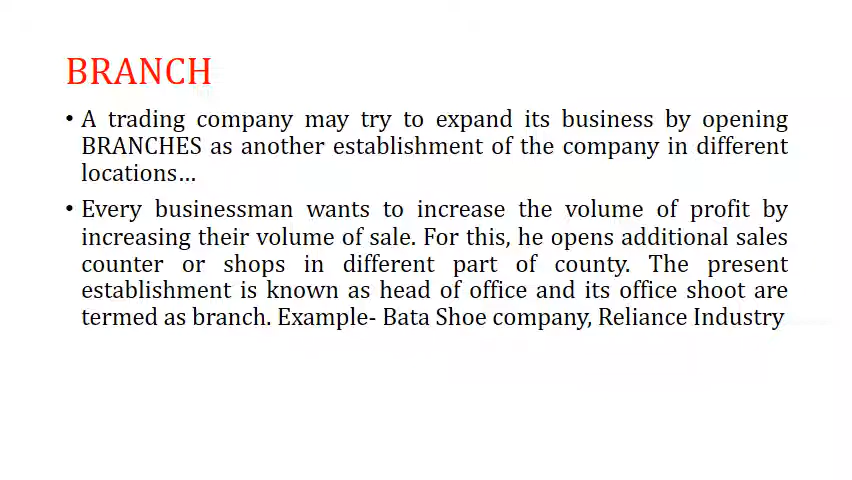 BRANCH
• A trading company may try to expand its business by opening
BRANCHES as another establishment of the company in different
locations...
• Every businessman wants to increase the volume of profit by
increasing their volume of sale. For this, he opens additional sales
counter or shops in different part of county. The present
establishment is known as head of office and its office shoot are
termed as branch. Example- Bata Shoe company, Reliance Industry